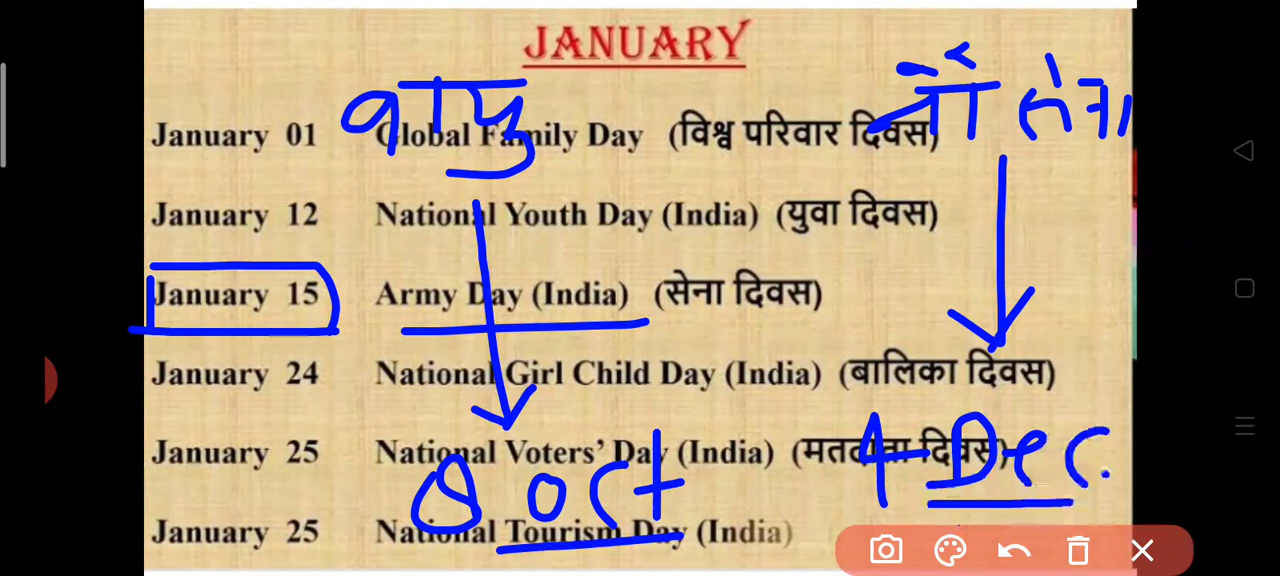 JANUARY
वायु
नौ सेना
January 01 Global Family Day (विश्व परिवार दिवस)
January 12 National Youth Day (India) (युवा दिवस)
January 15 Army Day (India) (सेना दिवस)
January 24 National Girl Child Day (India) (बालिका दिवस)
January 25 National Voters' Day (India) (मतदाता दिवस)
8 oct
4 Dec.
January 25 National Tourism Day (India)